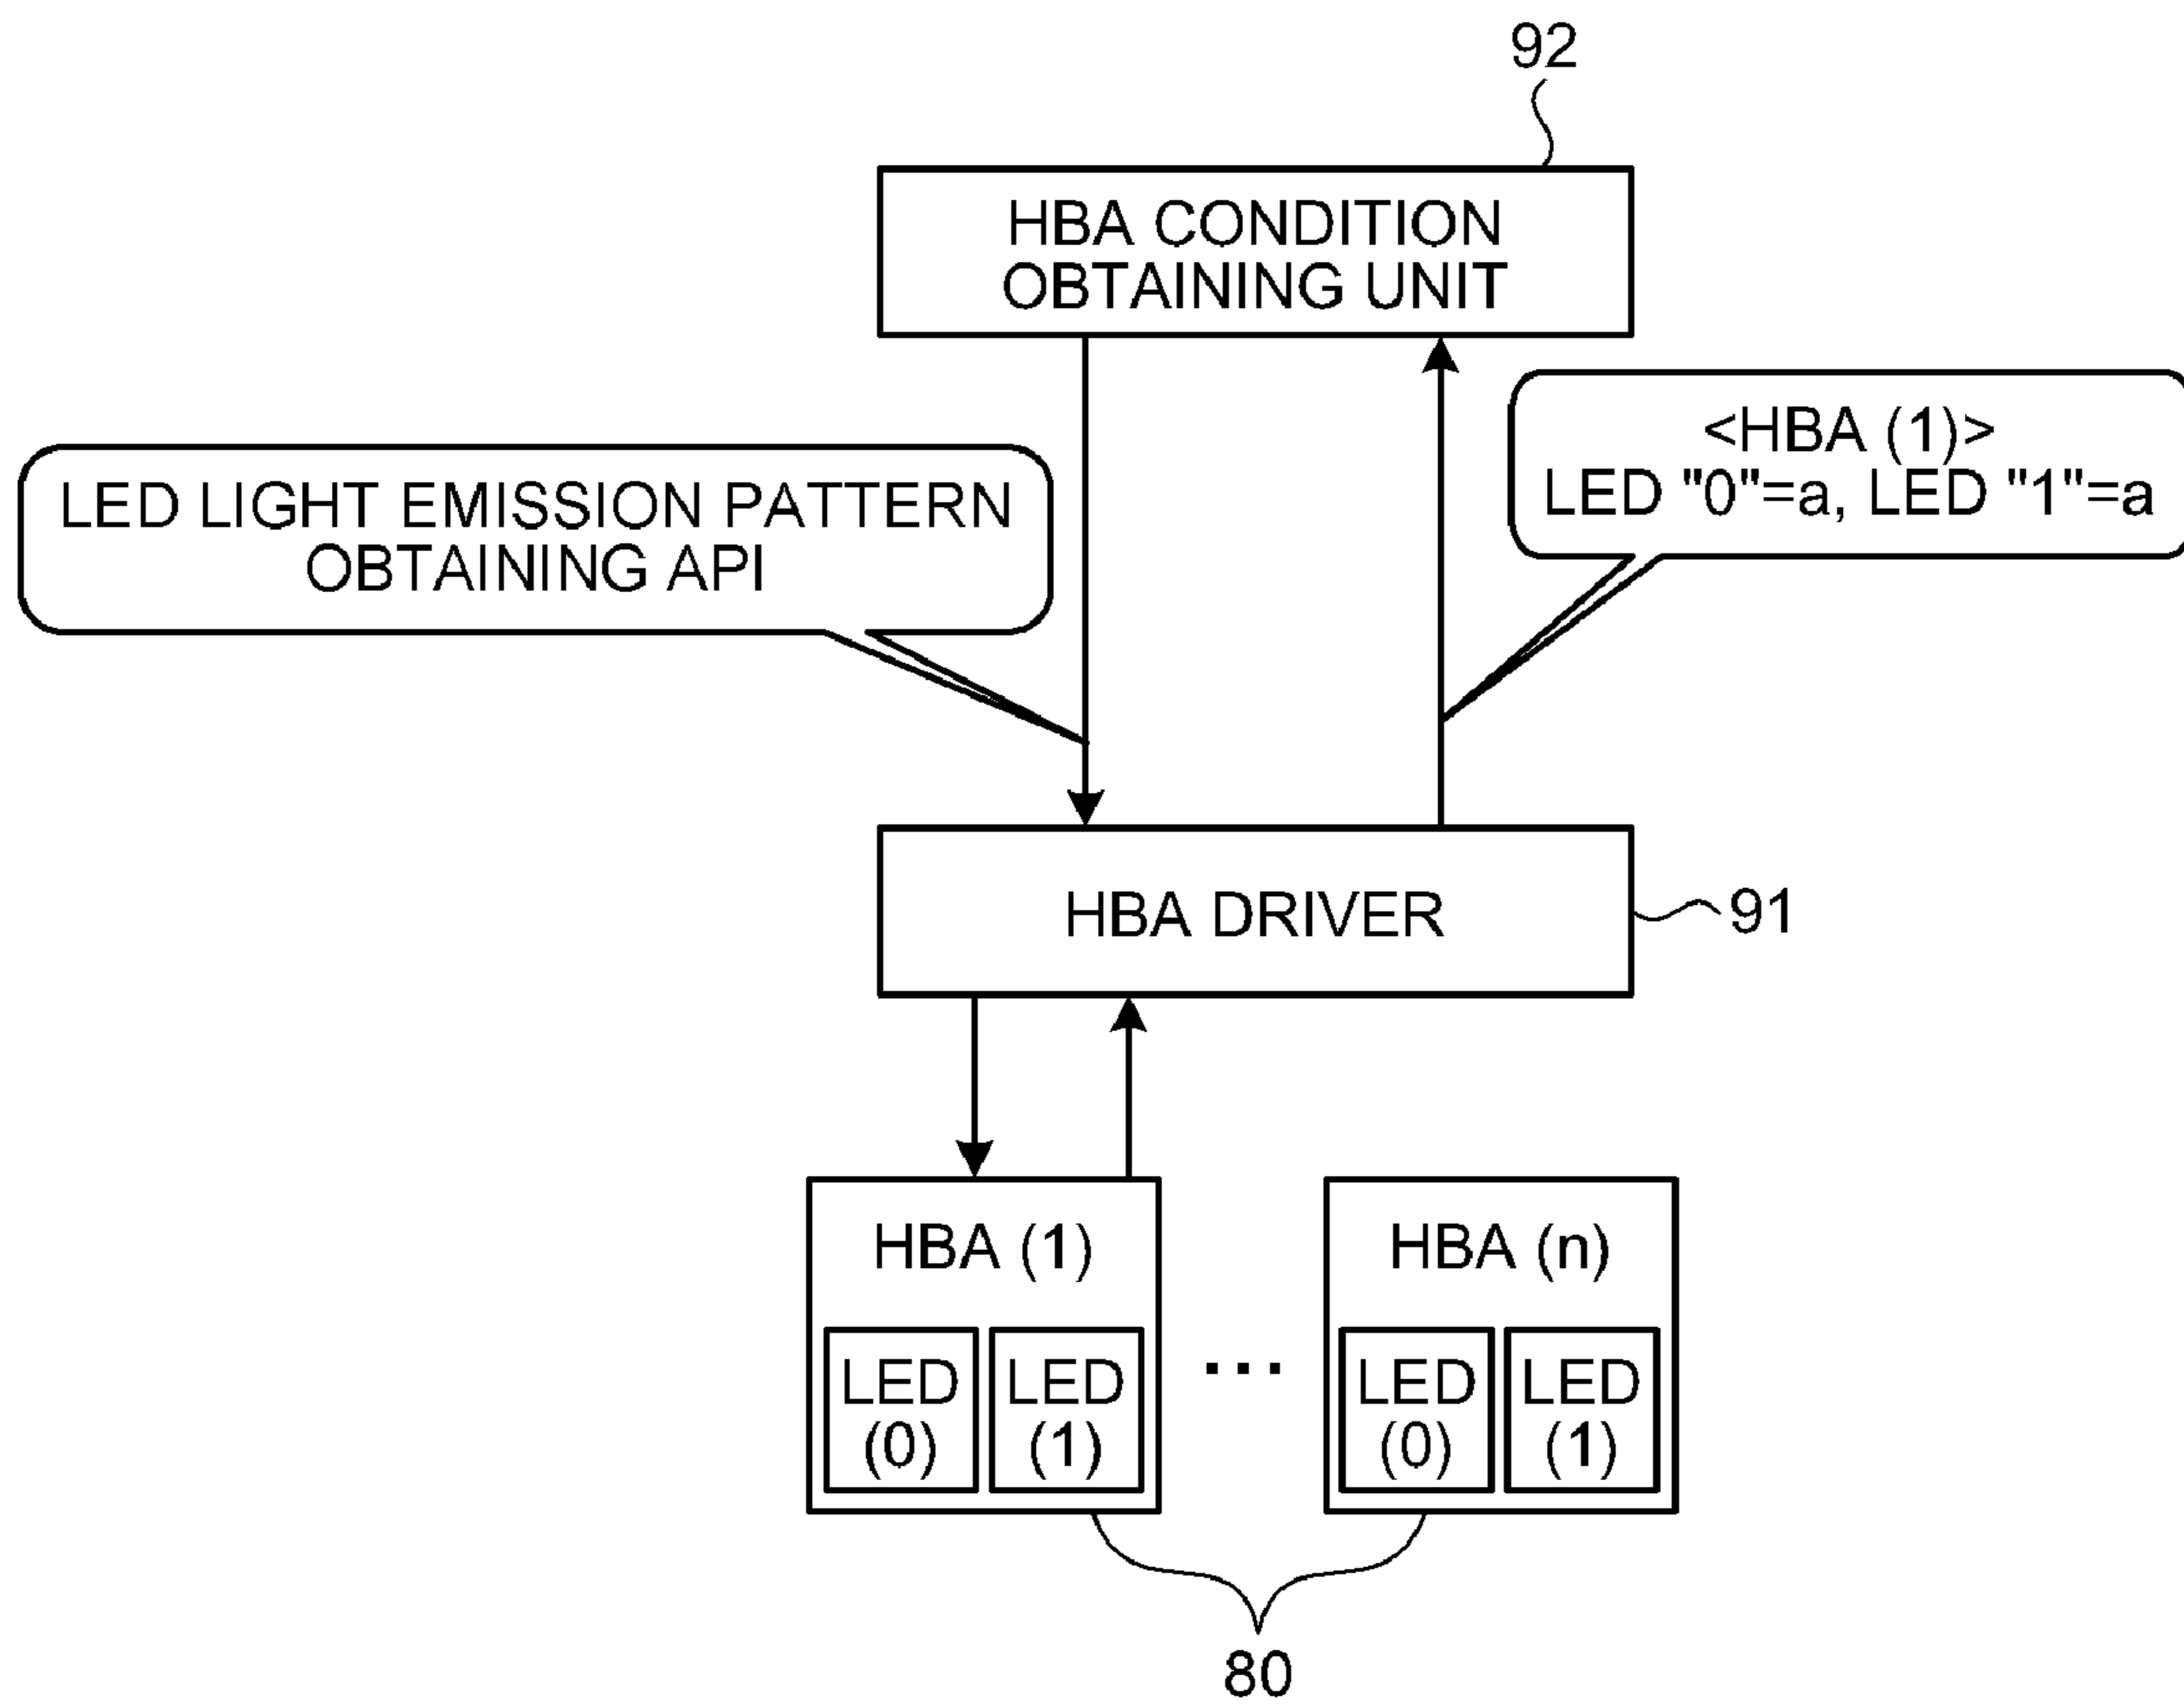 92
HBA CONDITION
OBTAINING UNIT
<HBA (1)>
LED "0"=a, LED "1"=a
LED LIGHT EMISSION PATTERN
OBTAINING API
HBA DRIVER
91
HBA (1)
LED
(0)
LED
(1)
...
HBA (n)
LED
(0)
LED
(1)
80